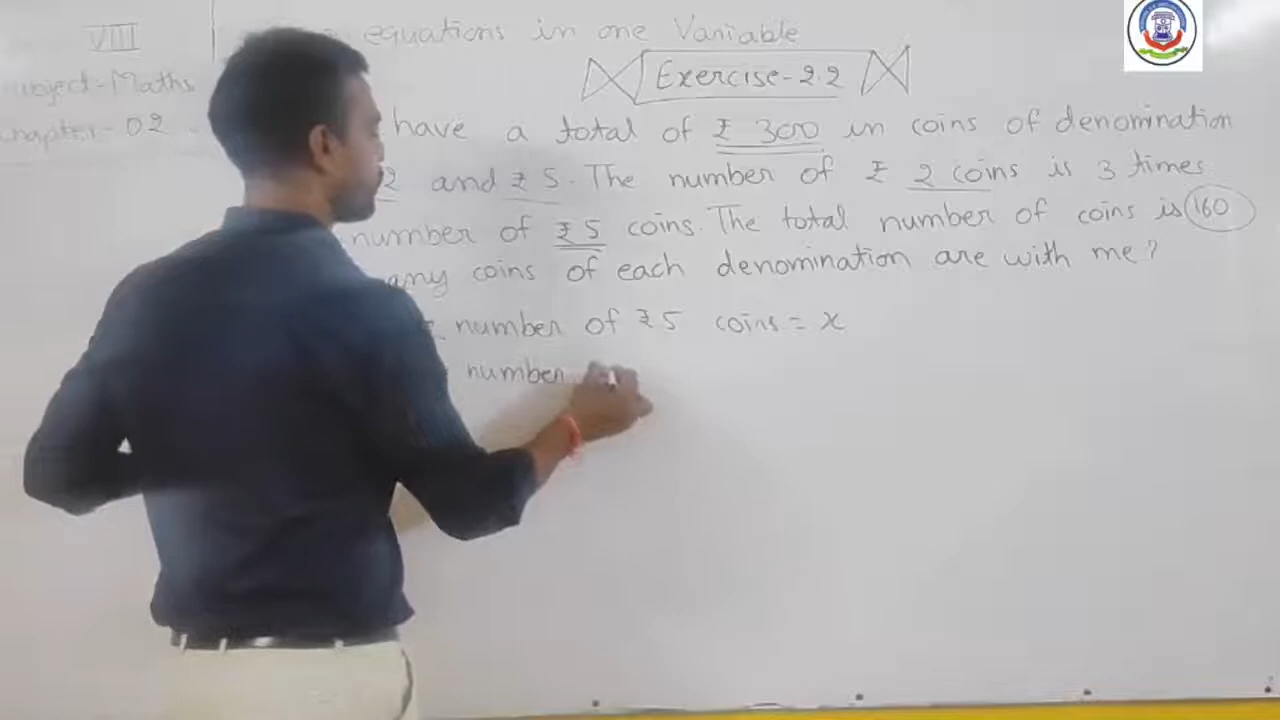 VIII
equations in one Variable
Exercise-2.2
Subject-Maths
Chapter-02
have a total of ₹ 300 in coins of denomination
2 and ₹ 5. The number of ₹ 2 coins is 3 times
number of ₹ 5 coins. The total number of coins is 160
any coins of each denomination are with me?
number of ₹5 coins = x
number